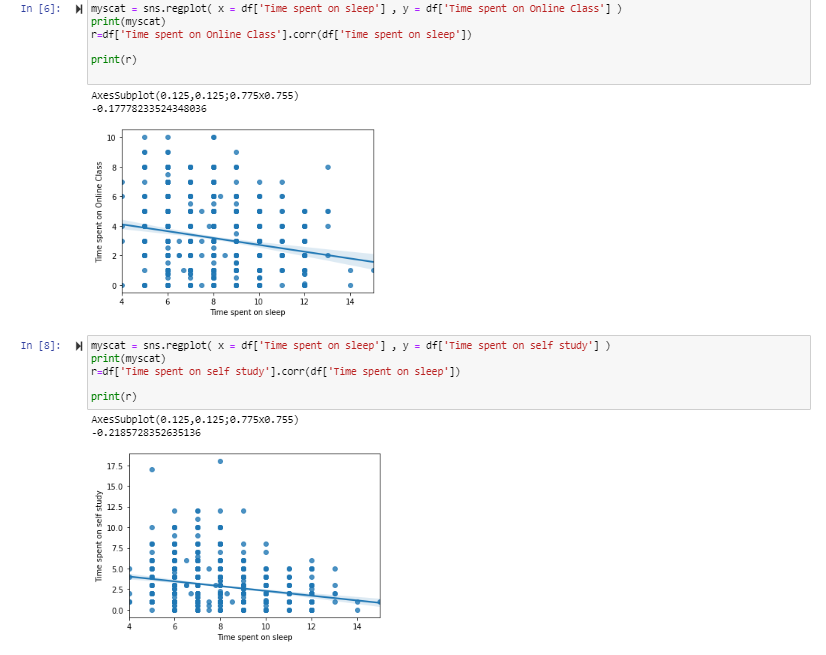 In [6]: myscat = sns.regplot( x = df['Time spent on sleep'] , y = df['Time spent on Online Class'] )
print(myscat)
r=df['Time spent on Online Class'].corr(df['Time spent on sleep'])
print(r)
AxesSubplot(0.125,0.125;0.775x0.755)
-0.17778233524348036
10
8
6
4
2
0
Time spent on Online Class
4 6 8 10 12 14
Time spent on sleep
In [8]: myscat = sns.regplot( x = df['Time spent on sleep'] , y = df['Time spent on self study'] )
print(myscat)
r=df['Time spent on self study'].corr(df['Time spent on sleep'])
print(r)
AxesSubplot(0.125,0.125;0.775x0.755)
-0.2185728352635136
17.5
15.0
12.5
10.0
7.5
5.0
2.5
0.0
Time spent on self study
4 6 8 10 12 14
Time spent on sleep